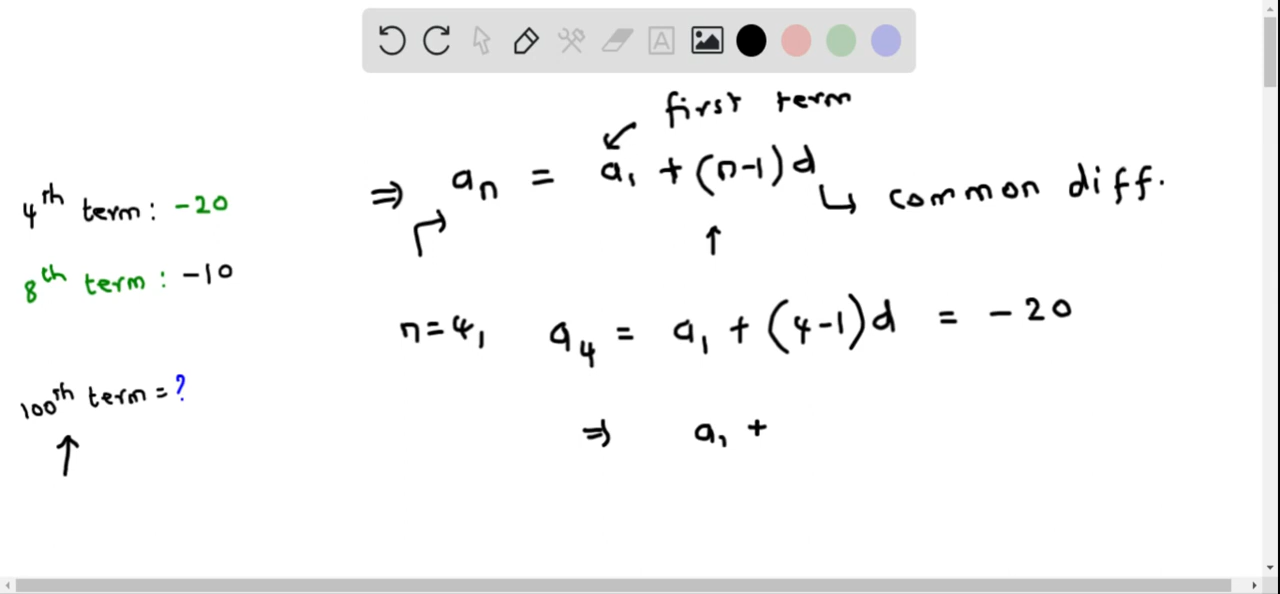 first term
⇒ aₙ = a₁ + (n-1)d
↳ common diff.
4th term: -20
8th term: -10
n=4, a₄ = a₁ + (4-1)d = -20
100th term = ?
⇒ a₁ +